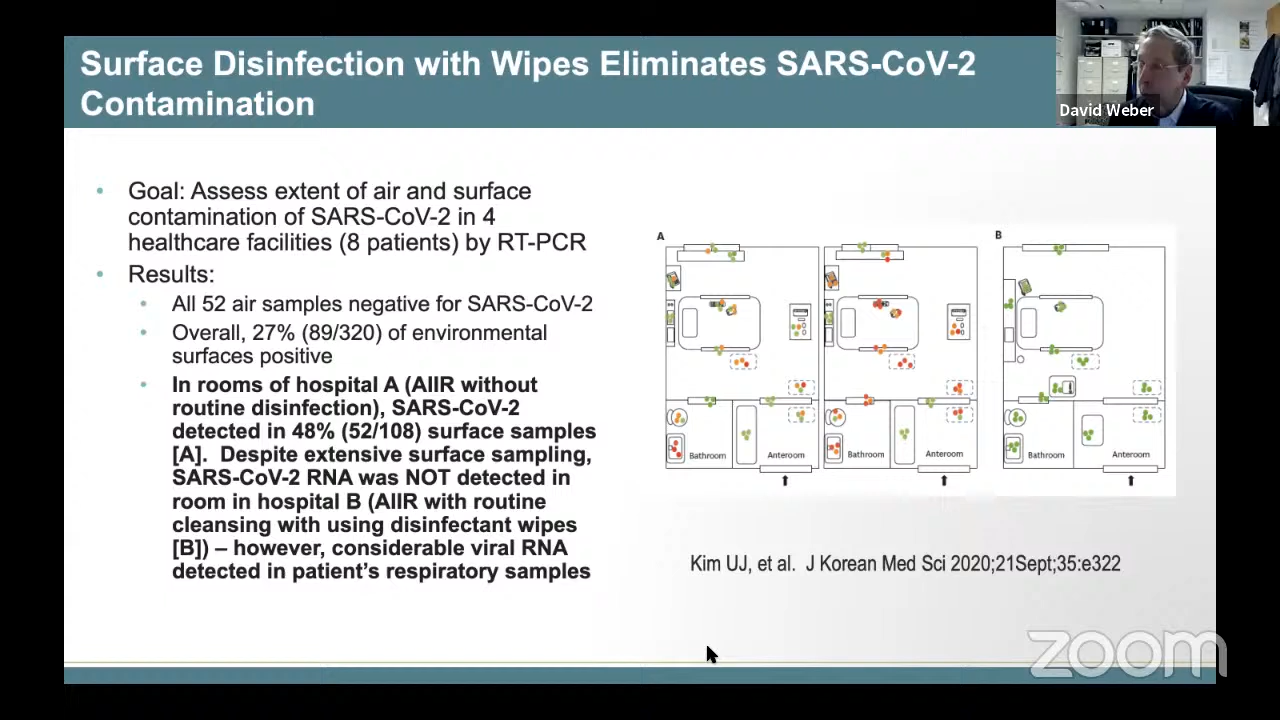 Surface Disinfection with Wipes Eliminates SARS-CoV-2
Contamination
David Weber
• Goal: Assess extent of air and surface
contamination of SARS-CoV-2 in 4
healthcare facilities (8 patients) by RT-PCR
• Results:
• All 52 air samples negative for SARS-CoV-2
• Overall, 27% (89/320) of environmental
surfaces positive
• In rooms of hospital A (AIIR without
routine disinfection), SARS-CoV-2
detected in 48% (52/108) surface samples
[A].  Despite extensive surface sampling,
SARS-CoV-2 RNA was NOT detected in
room in hospital B (AIIR with routine
cleansing with using disinfectant wipes
[B]) – however, considerable viral RNA
detected in patient's respiratory samples
A
B
Bathroom
Anteroom
Bathroom
Anteroom
Bathroom
Anteroom
Kim UJ, et al.  J Korean Med Sci 2020;21Sept;35:e322
zoom